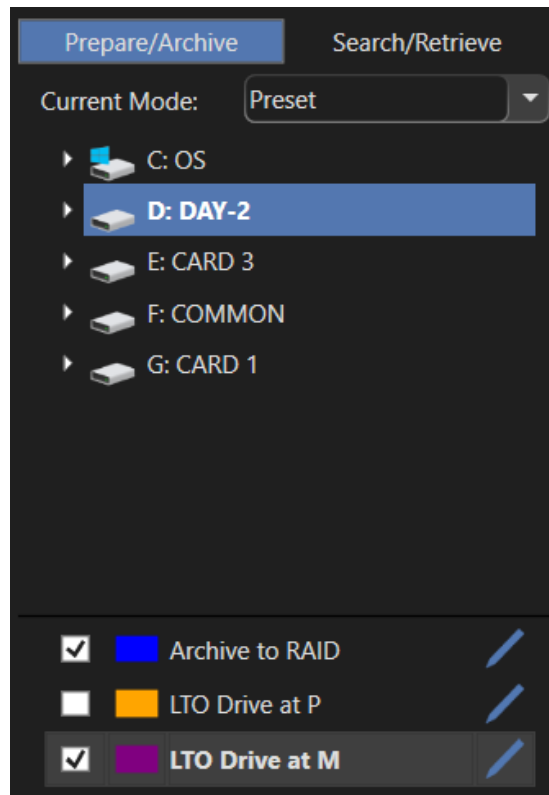 Prepare/Archive Search/Retrieve
Current Mode: Preset
C: OS
D: DAY-2
E: CARD 3
F: COMMON
G: CARD 1
Archive to RAID
LTO Drive at P
LTO Drive at M